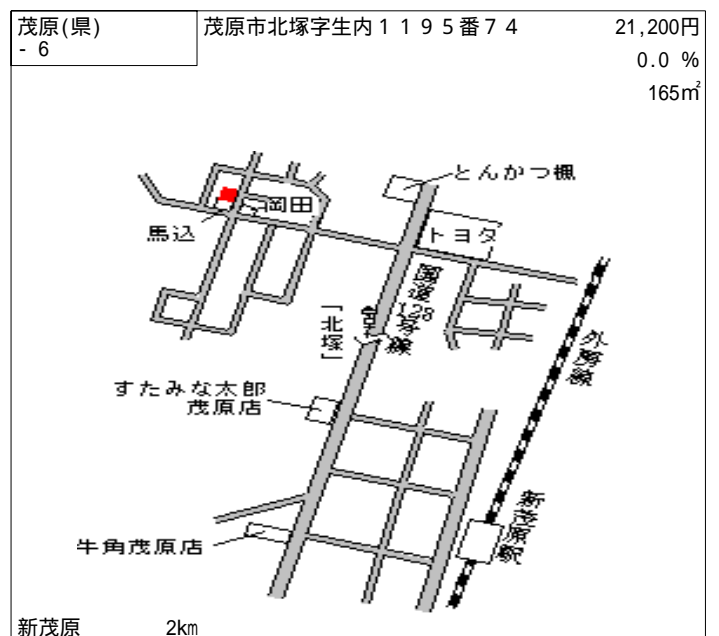 茂原(県)
- 6
茂原市北塚字生内１１９５番７４
21,200円
0.0 %
165㎡
とんかつ楓
岡田
馬込
トヨタ
国道128号線
「北塚」
外房線
すたみな太郎
茂原店
新茂原駅
牛角茂原店
新茂原 2km